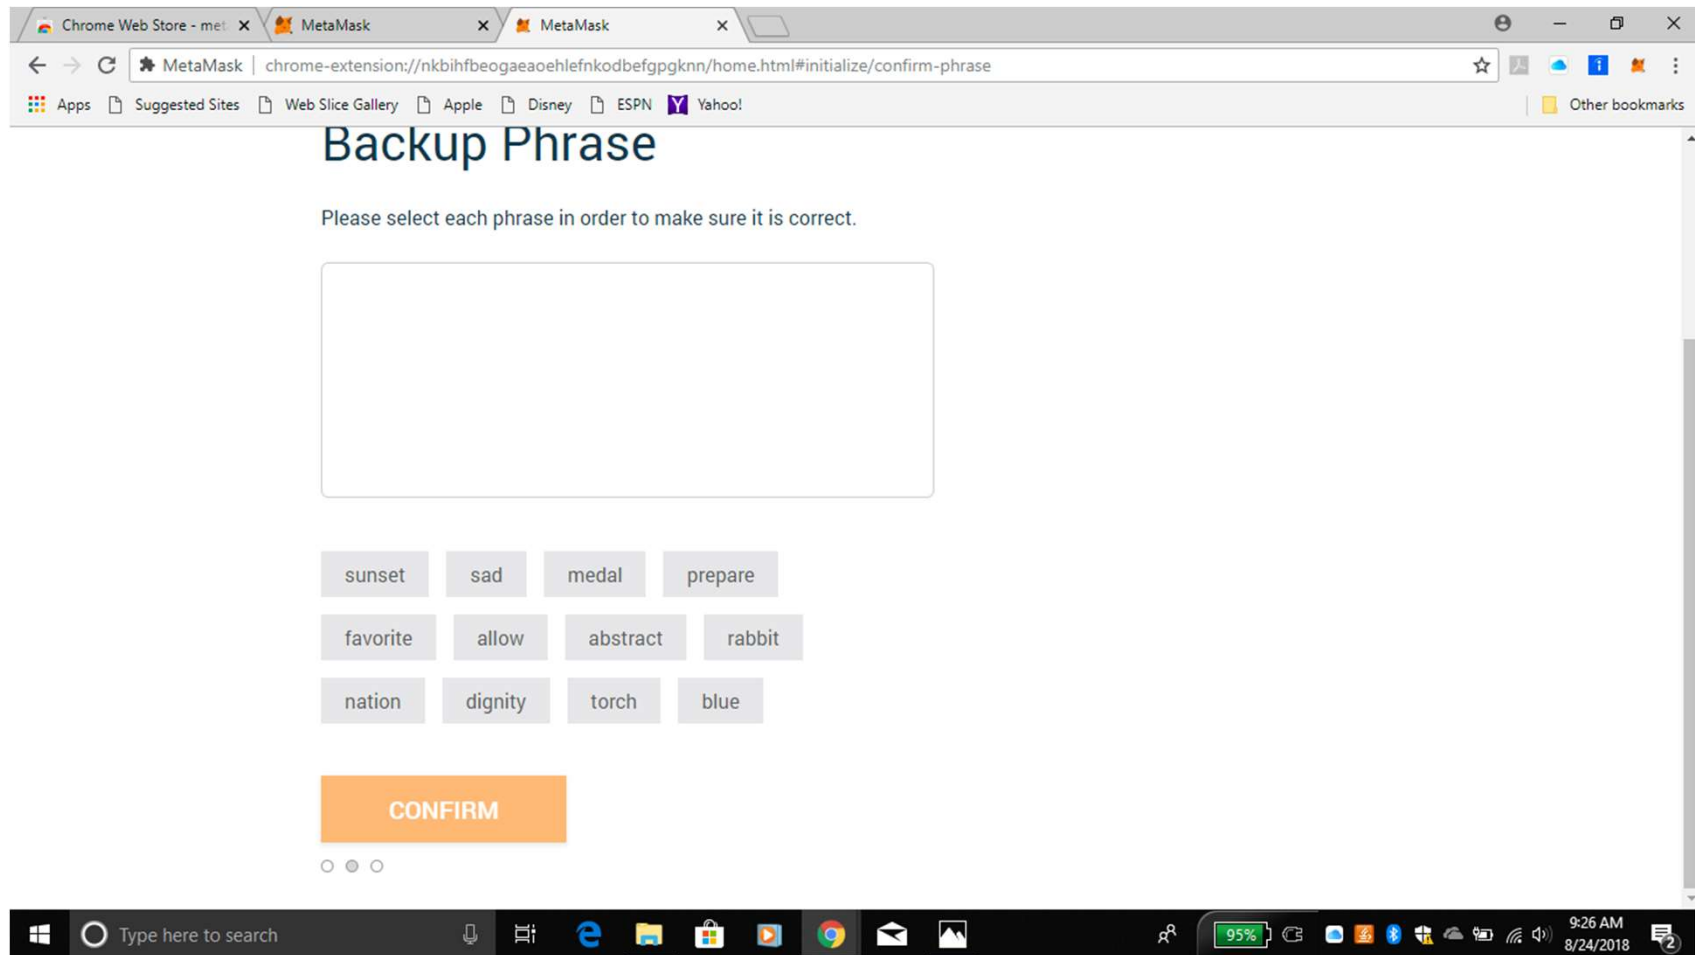 Chrome Web Store - met
MetaMask
MetaMask
MetaMask | chrome-extension://nkbihfbeogaeaoehlefnkodbefgpgknn/home.html#initialize/confirm-phrase
Apps Suggested Sites Web Slice Gallery Apple Disney ESPN Yahoo! Other bookmarks
Backup Phrase
Please select each phrase in order to make sure it is correct.
sunset sad medal prepare
favorite allow abstract rabbit
nation dignity torch blue
CONFIRM
Type here to search
95%
9:26 AM
8/24/2018
2